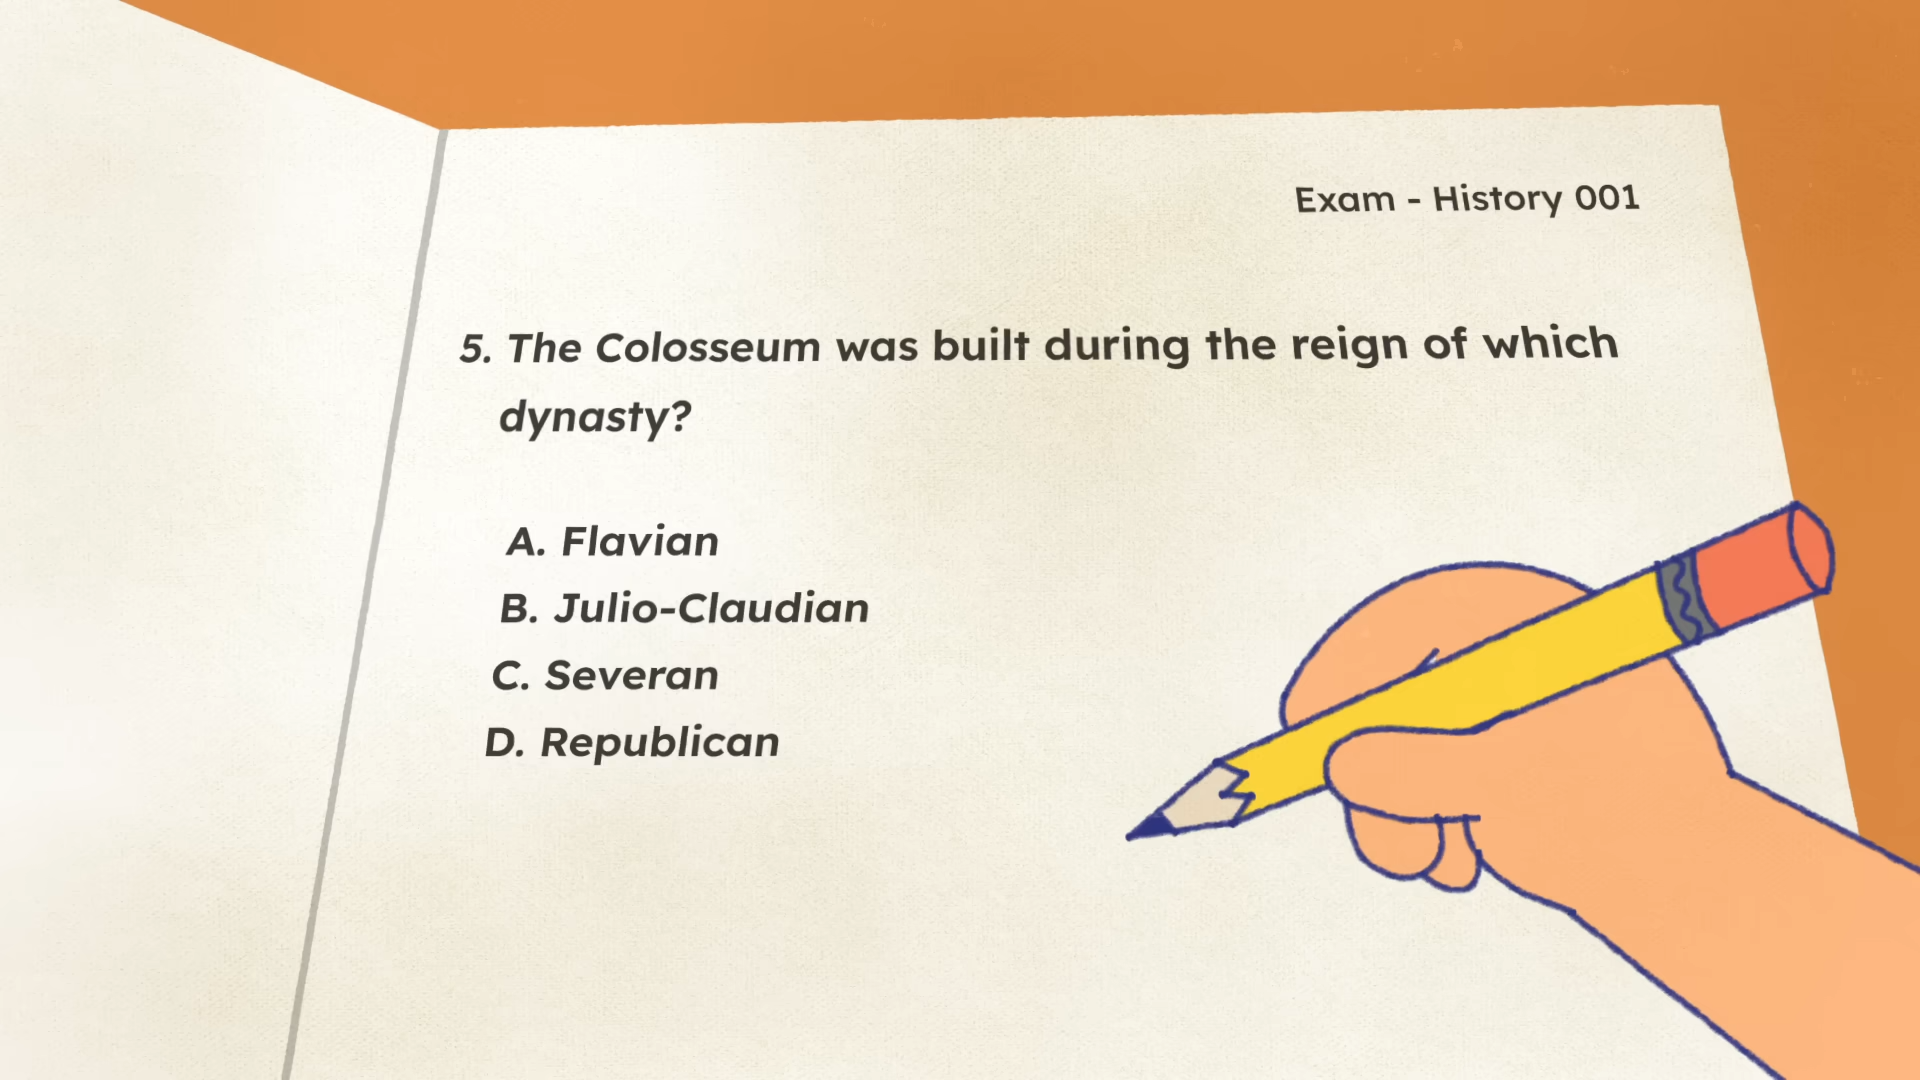 Exam - History 001
5. The Colosseum was built during the reign of which
dynasty?
A. Flavian
B. Julio-Claudian
C. Severan
D. Republican